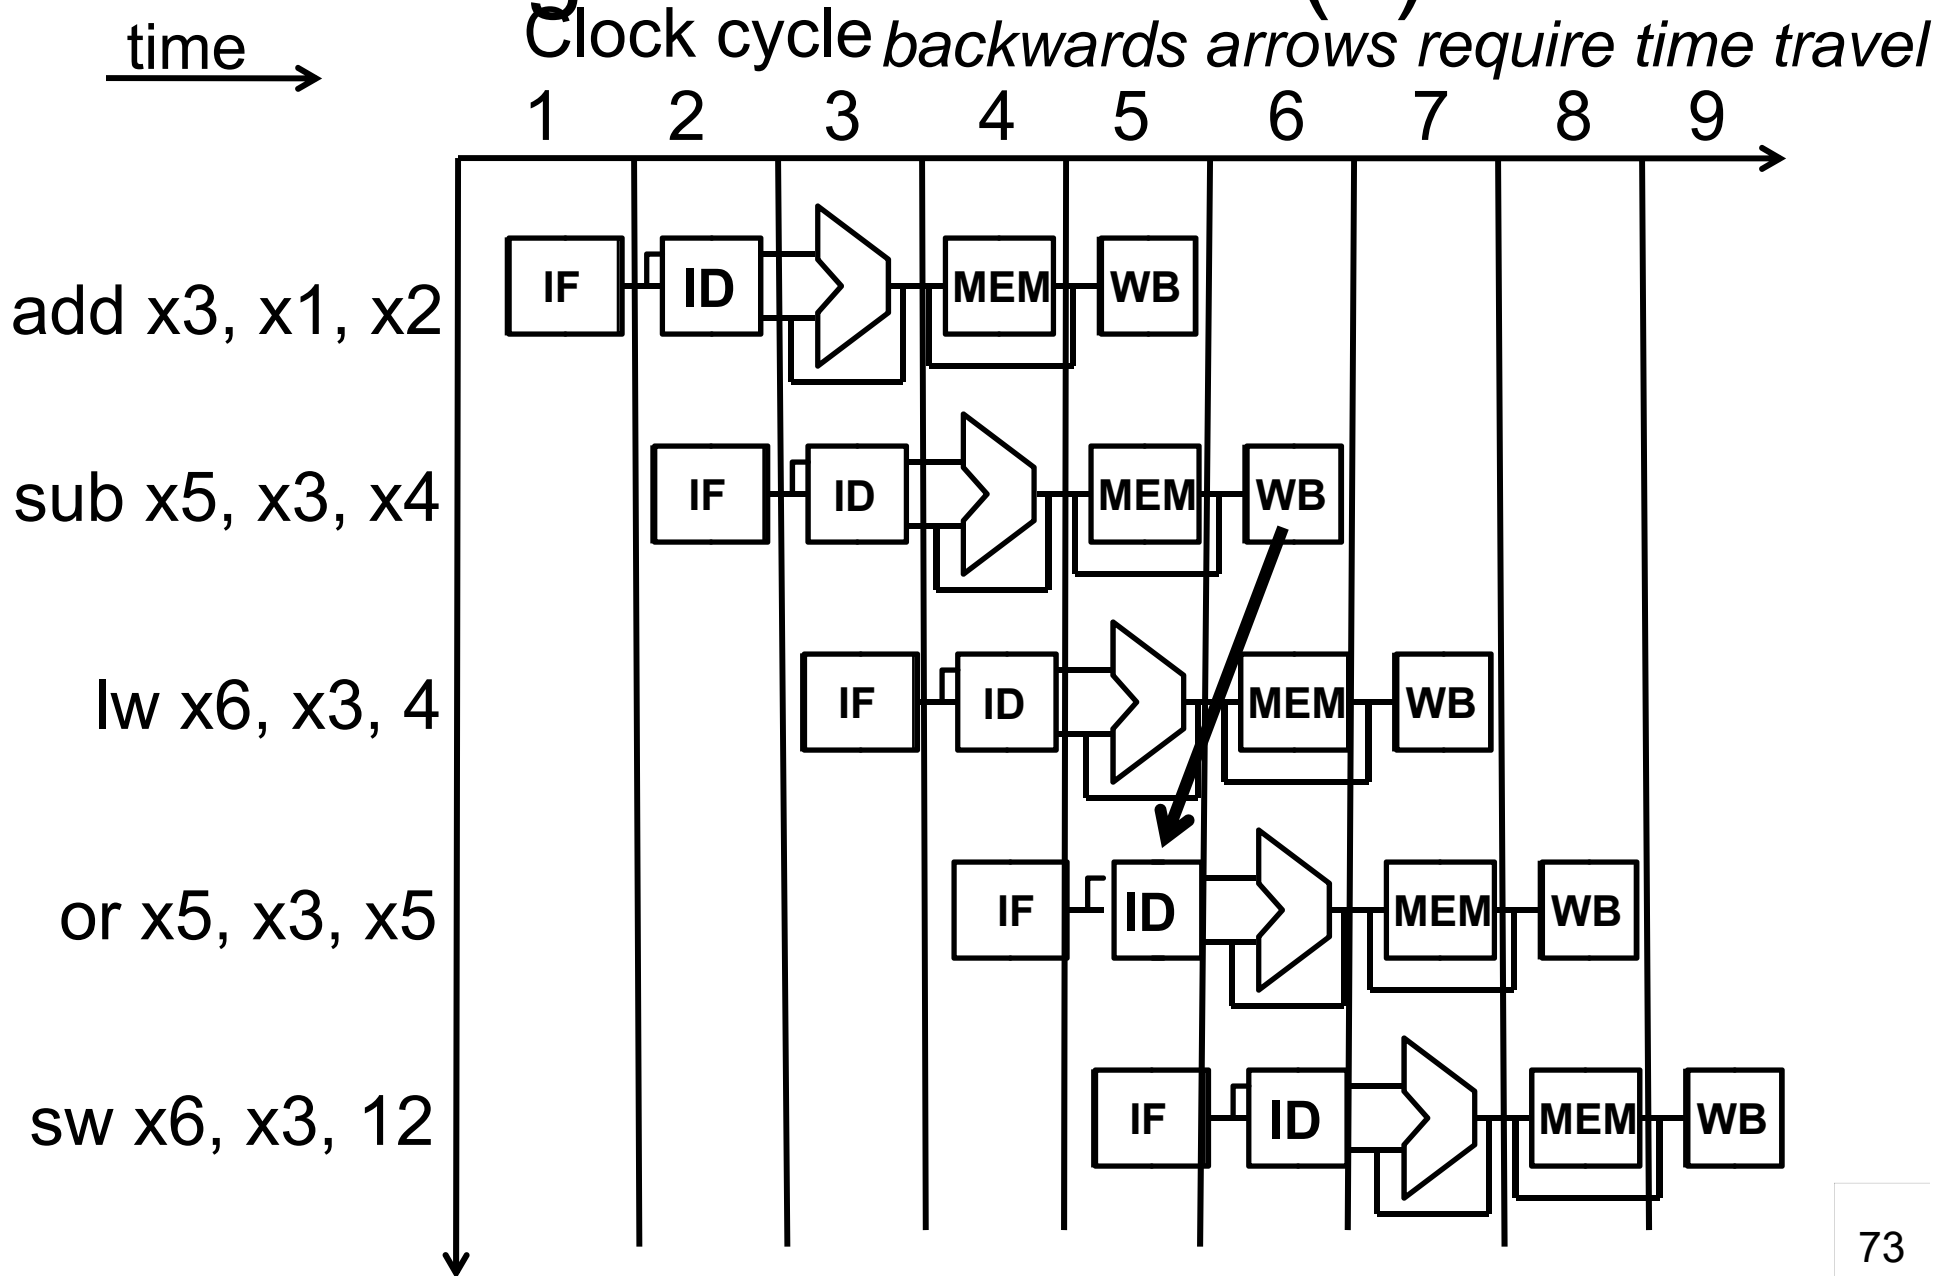 time
Clock cycle backwards arrows require time travel
1 2 3 4 5 6 7 8 9
add x3, x1, x2 IF ID MEM WB
sub x5, x3, x4 IF ID MEM WB
lw x6, x3, 4 IF ID MEM WB
or x5, x3, x5 IF ID MEM WB
sw x6, x3, 12 IF ID MEM WB
73